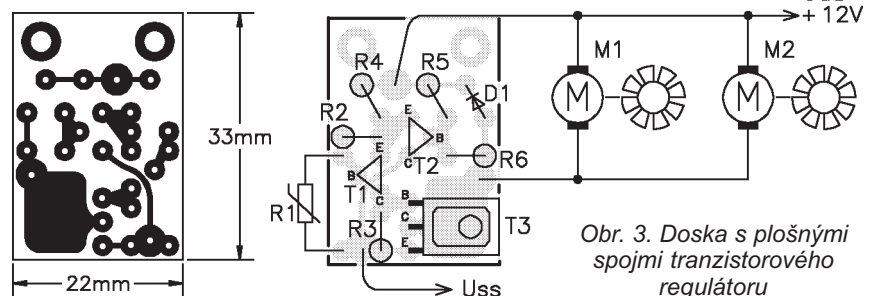 + 12V
M1
M2
M
M
R4
R5
D1
R2
E
B
T2
C
R6
E
B
T1
C
R1
R3
B
C
E
T3
Uss
33mm
22mm
Obr. 3. Doska s plošnými
spojmi tranzistorového
regulátoru